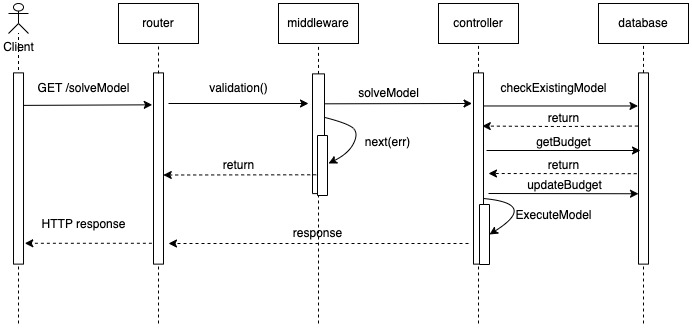 router
middleware
controller
database
Client
GET /solveModel
validation()
solveModel
checkExistingModel
return
next(err)
getBudget
return
return
updateBudget
ExecuteModel
HTTP response
response